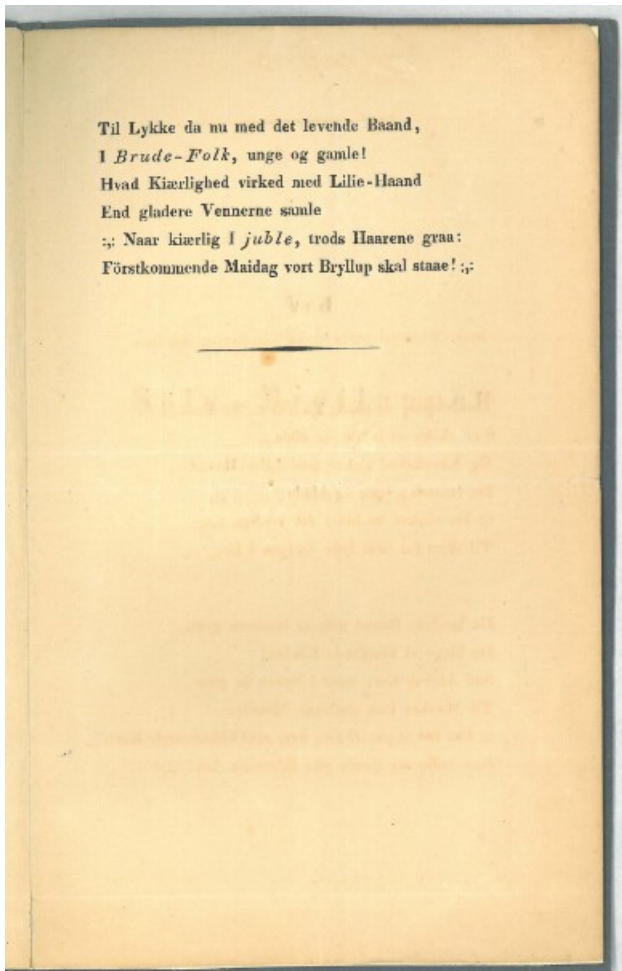 Til Lykke da nu med det levende Baand,
I Brude-Folk, unge og gamle!
Hvad Kiærlighed virked med Lilie-Haand
End gladere Vennerne samle
:,: Naar kiærlig I juble, trods Haarene graa:
Förstkommende Maidag vort Bryllup skal staae! :,: